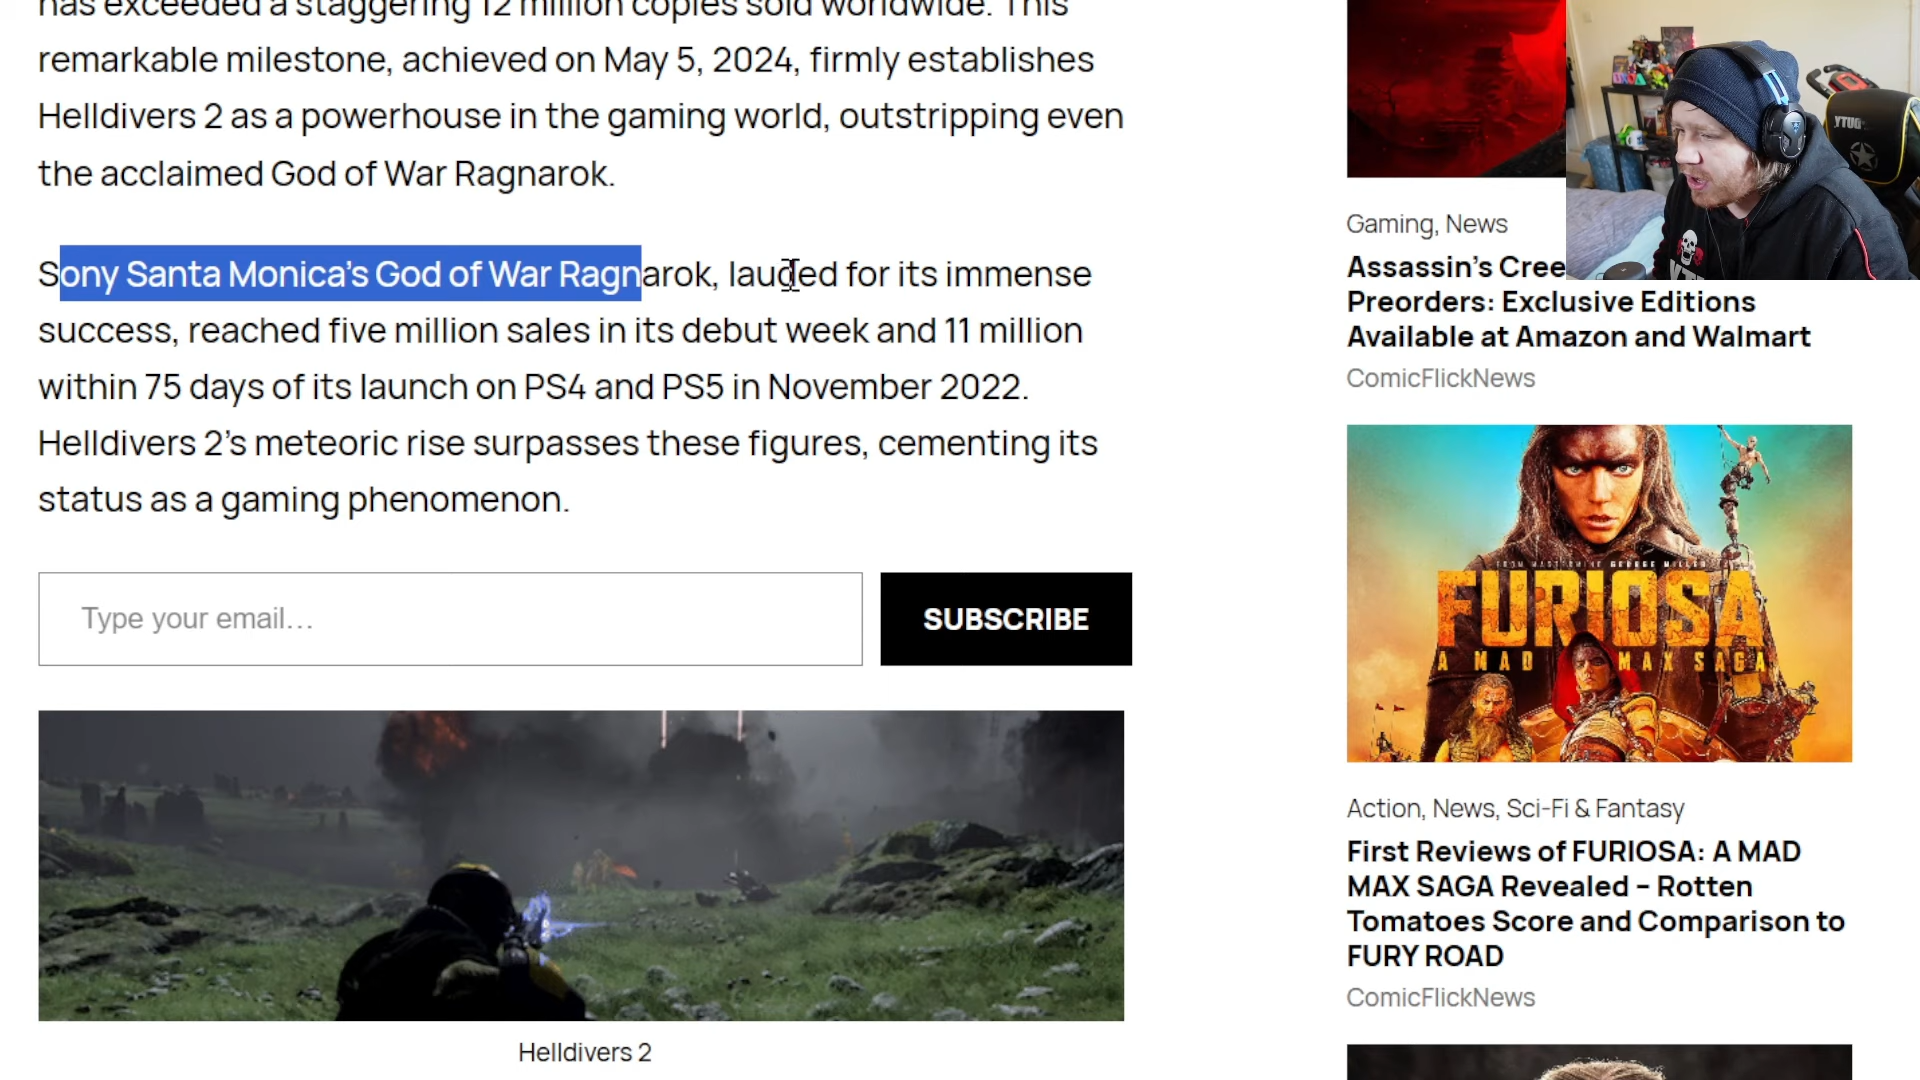 has exceeded a staggering 12 million copies sold worldwide. This
remarkable milestone, achieved on May 5, 2024, firmly establishes
Helldivers 2 as a powerhouse in the gaming world, outstripping even
the acclaimed God of War Ragnarok.
Sony Santa Monica’s God of War Ragnarok, lauded for its immense
success, reached five million sales in its debut week and 11 million
within 75 days of its launch on PS4 and PS5 in November 2022.
Helldivers 2’s meteoric rise surpasses these figures, cementing its
status as a gaming phenomenon.
Type your email…
SUBSCRIBE
Helldivers 2
Gaming, News
Assassin’s Cree
Preorders: Exclusive Editions
Available at Amazon and Walmart
ComicFlickNews
FROM MASTERMIND GEORGE MILLER
FURIOSA
A MAD MAX SAGA
Action, News, Sci-Fi & Fantasy
First Reviews of FURIOSA: A MAD
MAX SAGA Revealed – Rotten
Tomatoes Score and Comparison to
FURY ROAD
ComicFlickNews